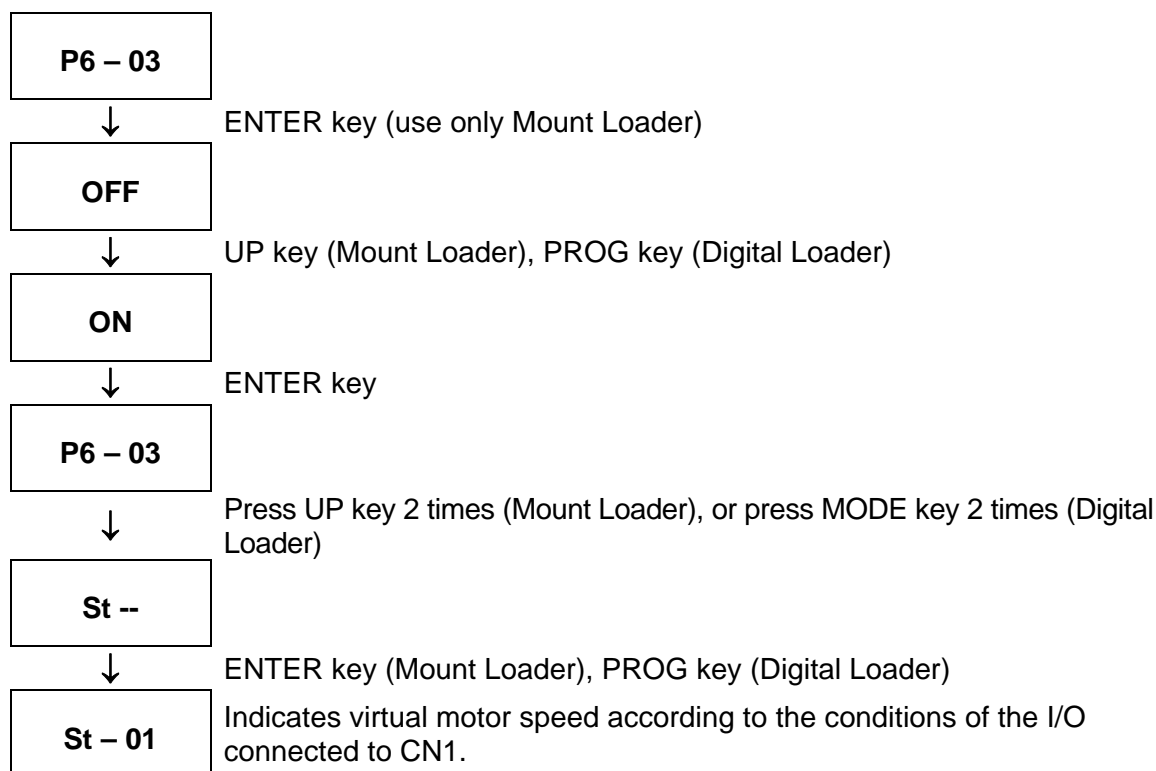 P6 – 03
↓ ENTER key (use only Mount Loader)
OFF
↓ UP key (Mount Loader), PROG key (Digital Loader)
ON
↓ ENTER key
P6 – 03
↓ Press UP key 2 times (Mount Loader), or press MODE key 2 times (Digital
Loader)
St --
↓ ENTER key (Mount Loader), PROG key (Digital Loader)
St – 01
Indicates virtual motor speed according to the conditions of the I/O
connected to CN1.